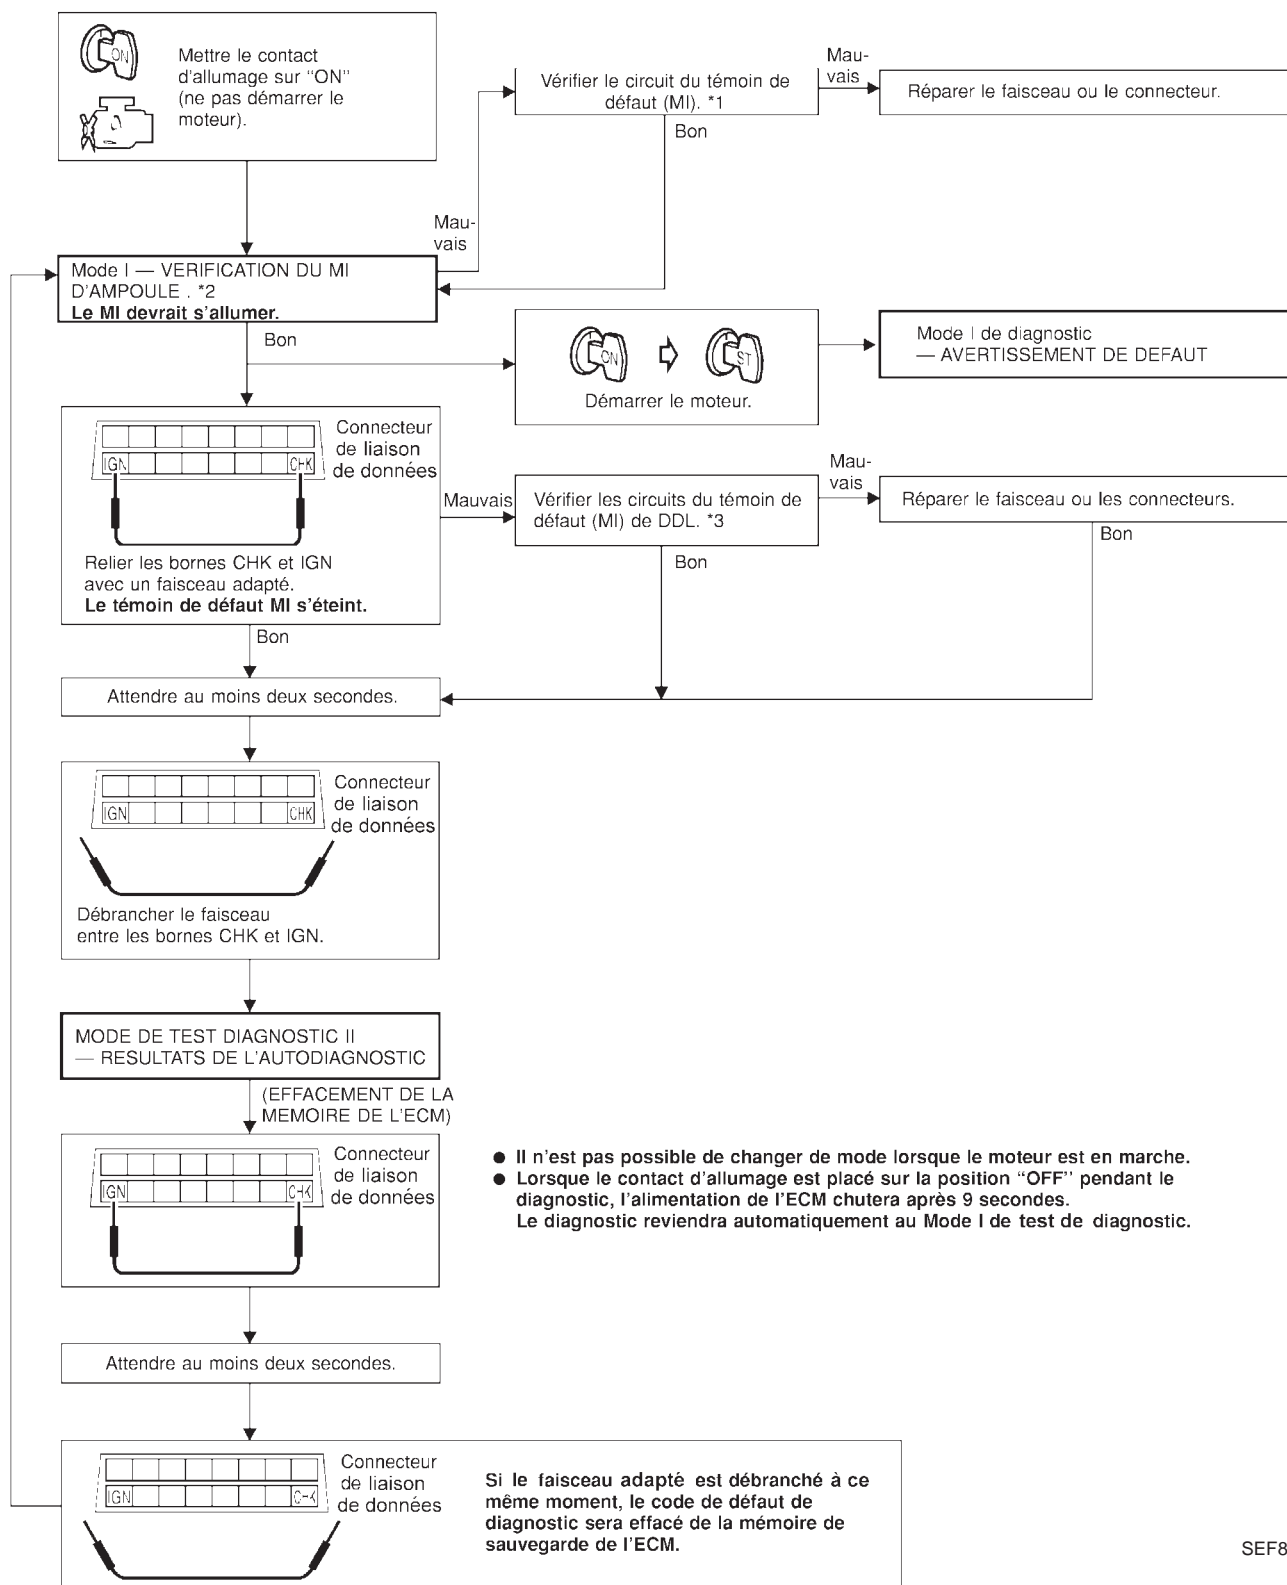 ON
Mettre le contact
d'allumage sur “ON”
(ne pas démarrer le
moteur).
Vérifier le circuit du témoin de
défaut (MI). *1
Mau-
vais
Réparer le faisceau ou le connecteur.
Bon
Mau-
vais
Mode I — VERIFICATION DU MI
D'AMPOULE . *2
Le MI devrait s'allumer.
Bon
ON
ST
Démarrer le moteur.
Mode I de diagnostic
— AVERTISSEMENT DE DEFAUT
IGN
CHK
Connecteur
de liaison
de données
Relier les bornes CHK et IGN
avec un faisceau adapté.
Le témoin de défaut MI s'éteint.
Mauvais
Vérifier les circuits du témoin de
défaut (MI) de DDL. *3
Mau-
vais
Réparer le faisceau ou les connecteurs.
Bon
Bon
Bon
Attendre au moins deux secondes.
IGN
CHK
Connecteur
de liaison
de données
Débrancher le faisceau
entre les bornes CHK et IGN.
MODE DE TEST DIAGNOSTIC II
— RESULTATS DE L'AUTODIAGNOSTIC
(EFFACEMENT DE LA
MEMOIRE DE L'ECM)
IGN
CHK
Connecteur
de liaison
de données
● Il n'est pas possible de changer de mode lorsque le moteur est en marche.
● Lorsque le contact d'allumage est placé sur la position “OFF” pendant le
diagnostic, l'alimentation de l'ECM chutera après 9 secondes.
Le diagnostic reviendra automatiquement au Mode I de test de diagnostic.
Attendre au moins deux secondes.
IGN
CHK
Connecteur
de liaison
de données
Si le faisceau adapté est débranché à ce
même moment, le code de défaut de
diagnostic sera effacé de la mémoire de
sauvegarde de l'ECM.
SEF8